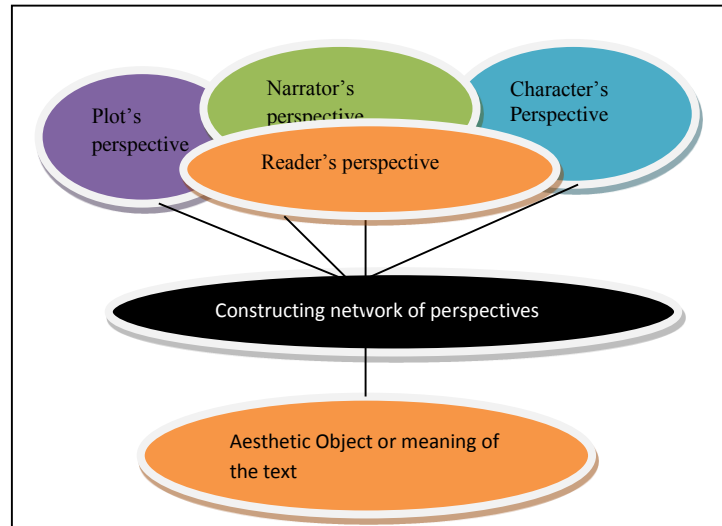 Plot's
perspective
Narrator's
perspective
Character's
Perspective
Reader's perspective
Constructing network of perspectives
Aesthetic Object or meaning of
the text